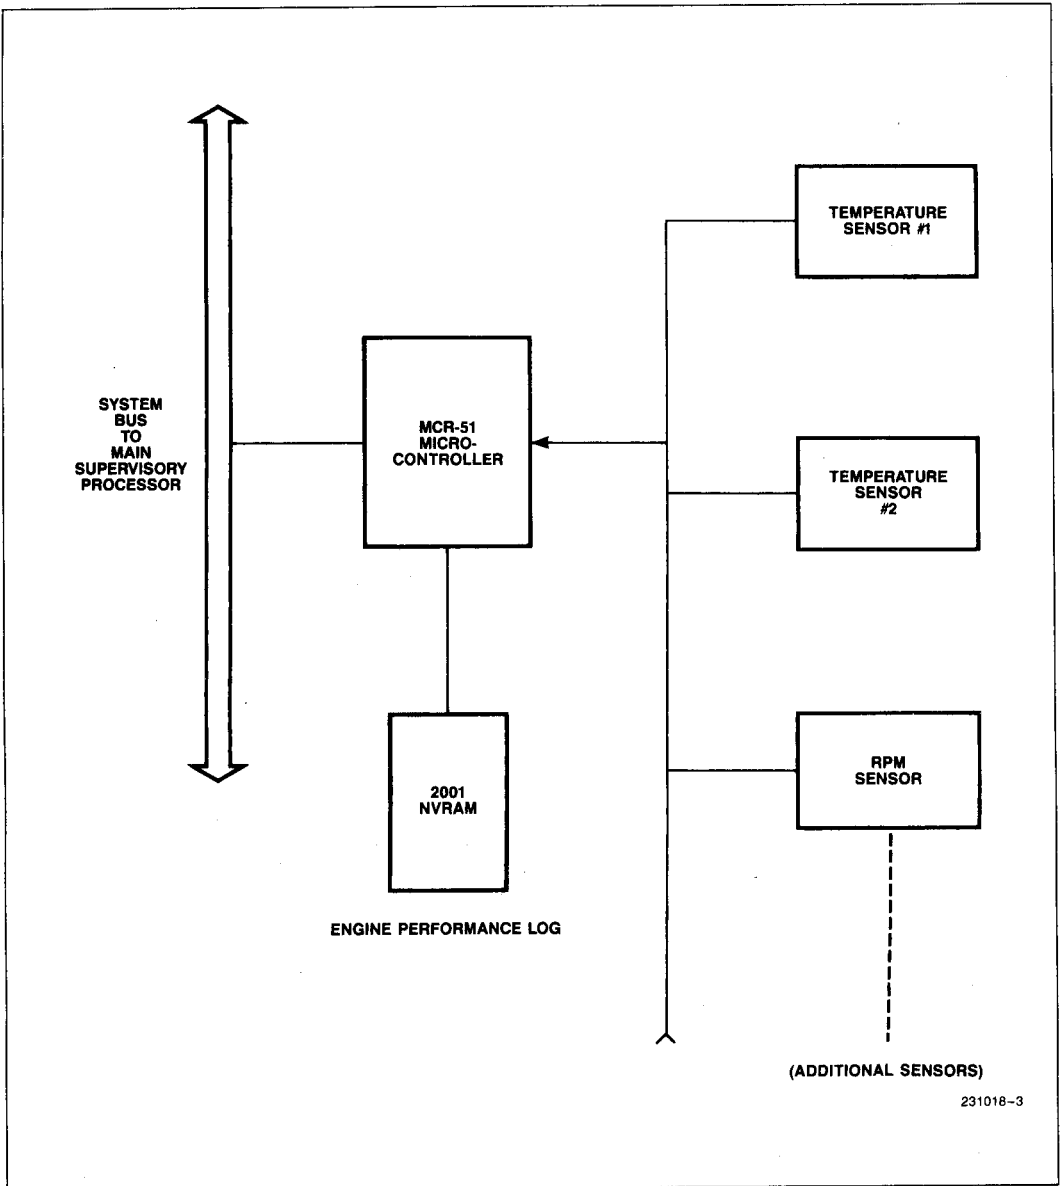 TEMPERATURE
SENSOR #1
SYSTEM
BUS
TO
MAIN
SUPERVISORY
PROCESSOR
MCR-51
MICRO-
CONTROLLER
TEMPERATURE
SENSOR
#2
2001
NVRAM
RPM
SENSOR
ENGINE PERFORMANCE LOG
(ADDITIONAL SENSORS)
231018-3